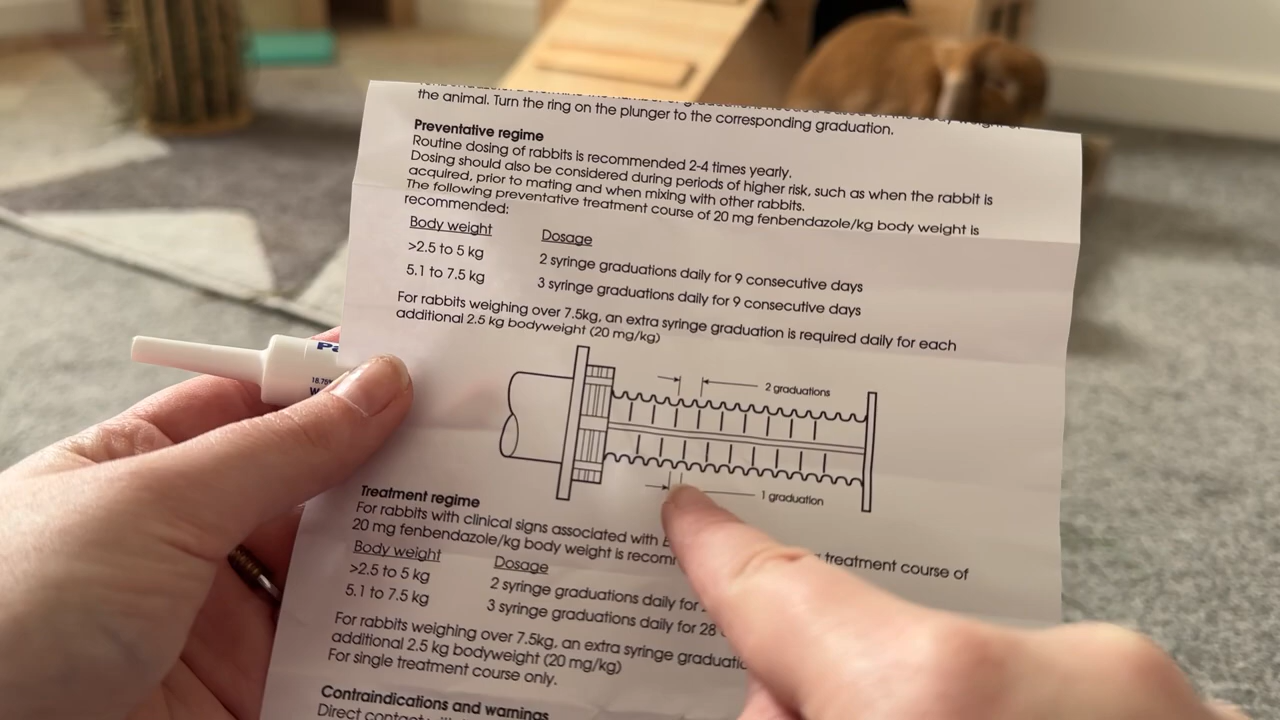 the animal. Turn the ring on the plunger to the corresponding graduation.
Preventative regime
Routine dosing of rabbits is recommended 2-4 times yearly.
Dosing should also be considered during periods of higher risk, such as when the rabbit is
acquired, prior to mating and when mixing with other rabbits.
The following preventative treatment course of 20 mg fenbendazole/kg body weight is
recommended:
Body weight Dosage
>2.5 to 5 kg 2 syringe graduations daily for 9 consecutive days
5.1 to 7.5 kg 3 syringe graduations daily for 9 consecutive days
For rabbits weighing over 7.5kg, an extra syringe graduation is required daily for each
additional 2.5 kg bodyweight (20 mg/kg)
2 graduations
1 graduation
Treatment regime
For rabbits with clinical signs associated with treatment course of
20 mg fenbendazole/kg body weight is
Body weight Dosage
>2.5 to 5 kg 2 syringe graduations daily for
5.1 to 7.5 kg 3 syringe graduations daily for 28
For rabbits weighing over 7.5kg, an extra syringe
additional 2.5 kg bodyweight (20 mg/kg)
For single treatment course only.
Contraindications and warnings
Direct